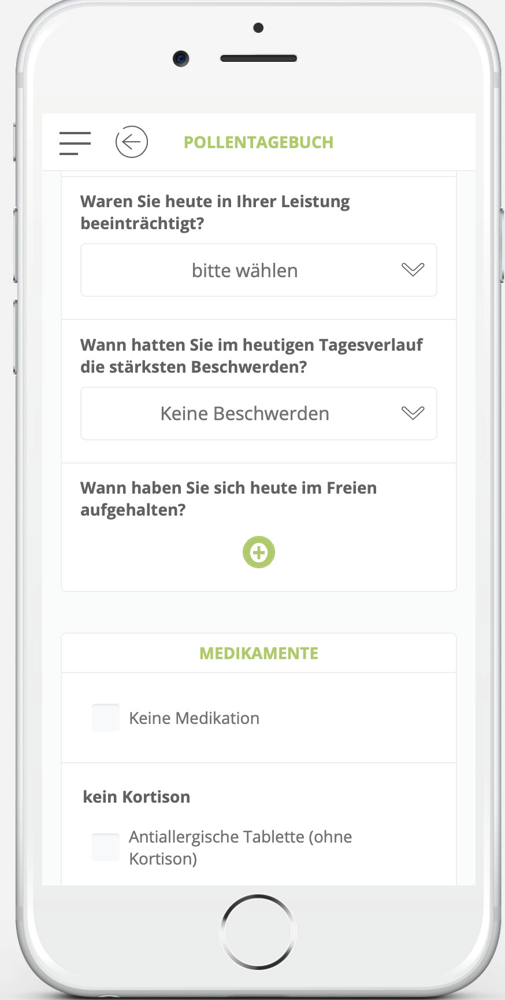 POLLENTAGEBUCH
Waren Sie heute in Ihrer Leistung
beeinträchtigt?
bitte wählen
Wann hatten Sie im heutigen Tagesverlauf
die stärksten Beschwerden?
Keine Beschwerden
Wann haben Sie sich heute im Freien
aufgehalten?
MEDIKAMENTE
Keine Medikation
kein Kortison
Antiallergische Tablette (ohne
Kortison)